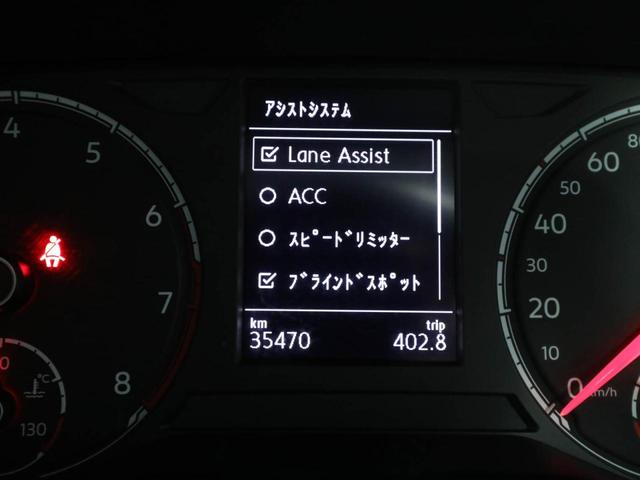 アシストシステム
Lane Assist
ACC
スピードリミッター
ブラインドスポット
km trip
35470 402.8
4
5
6
7
8
130
°C
80
60
50
40
30
20
10
0 km/h